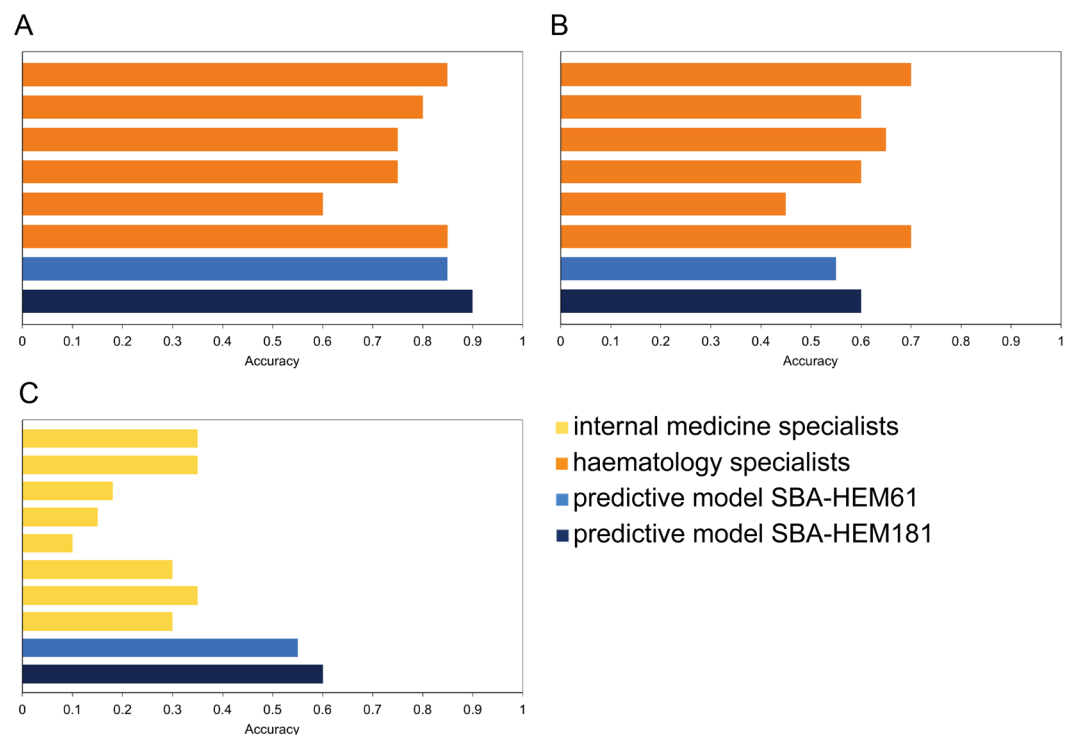 A
0 0.1 0.2 0.3 0.4 0.5 0.6 0.7 0.8 0.9 1
Accuracy
B
0 0.1 0.2 0.3 0.4 0.5 0.6 0.7 0.8 0.9 1
Accuracy
C
0 0.1 0.2 0.3 0.4 0.5 0.6 0.7 0.8 0.9 1
Accuracy
internal medicine specialists
haematology specialists
predictive model SBA-HEM61
predictive model SBA-HEM181